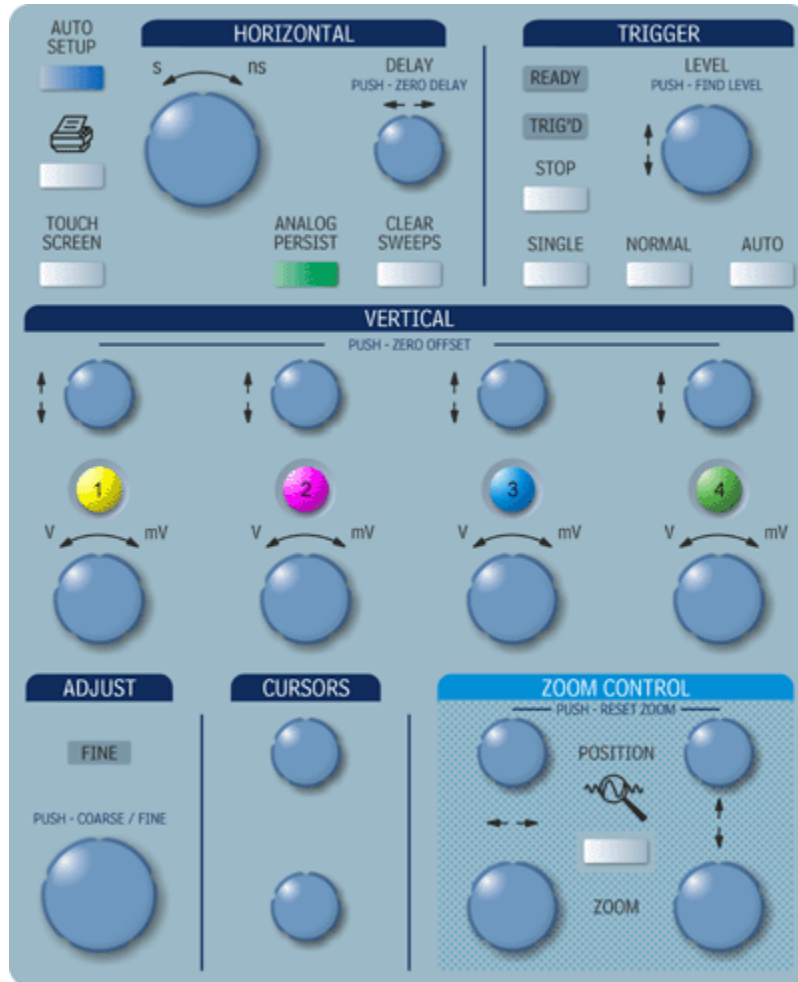 AUTO
SETUP
HORIZONTAL
s
ns
DELAY
PUSH - ZERO DELAY
TRIGGER
READY
TRIG'D
STOP
LEVEL
PUSH - FIND LEVEL
TOUCH
SCREEN
ANALOG
PERSIST
CLEAR
SWEEPS
SINGLE
NORMAL
AUTO
VERTICAL
PUSH - ZERO OFFSET
1
2
3
4
V
mV
V
mV
V
mV
V
mV
ADJUST
FINE
PUSH - COARSE / FINE
CURSORS
ZOOM CONTROL
PUSH - RESET ZOOM
POSITION
ZOOM